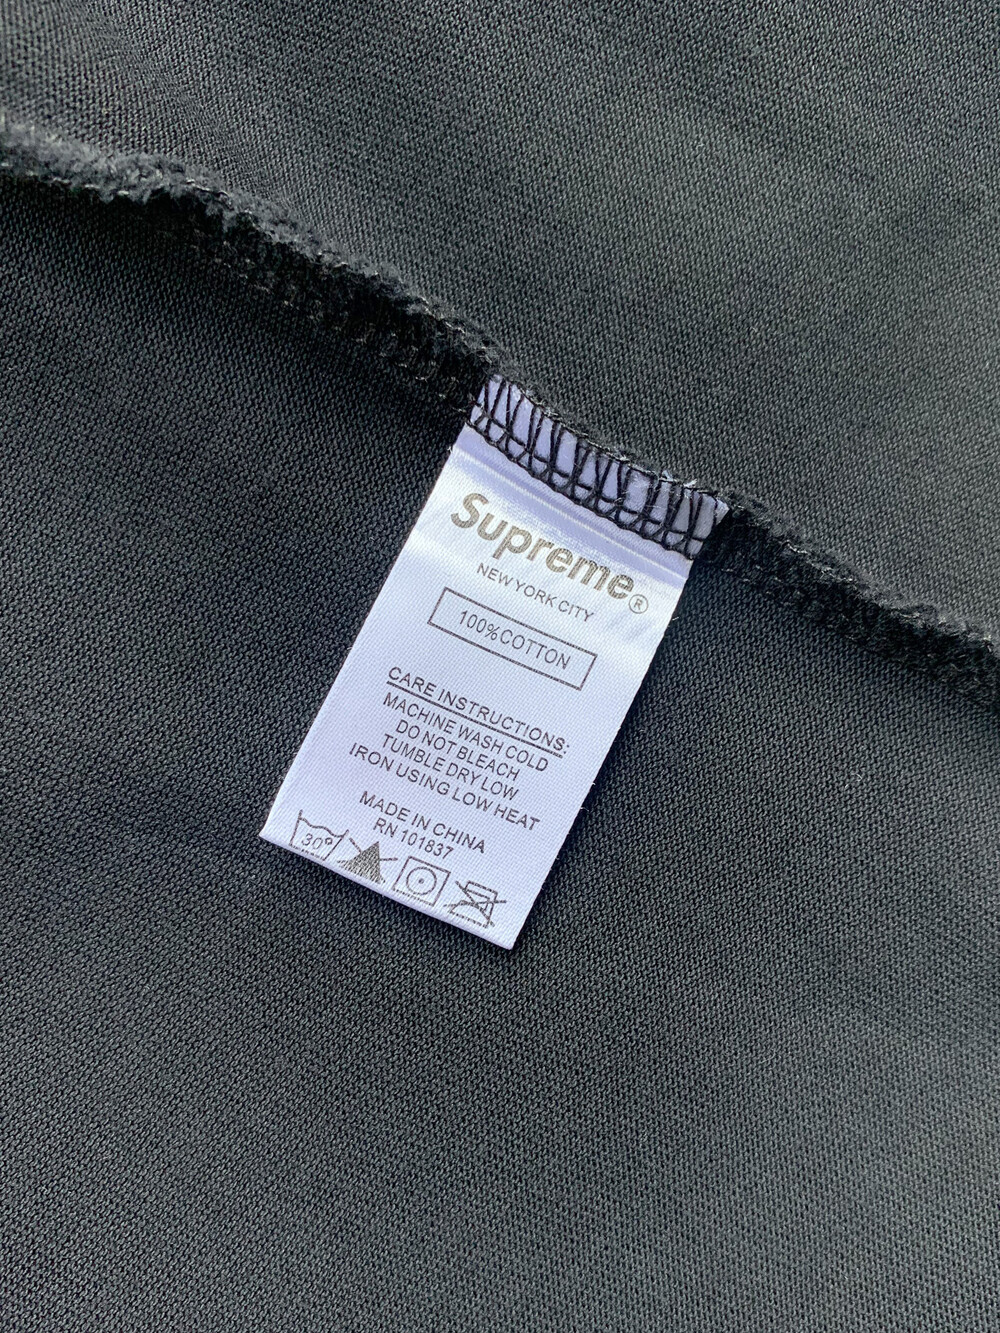 Supreme®
NEW YORK CITY
100%COTTON
CARE INSTRUCTIONS:
MACHINE WASH COLD
DO NOT BLEACH
TUMBLE DRY LOW
IRON USING LOW HEAT
MADE IN CHINA
RN 101837
30°